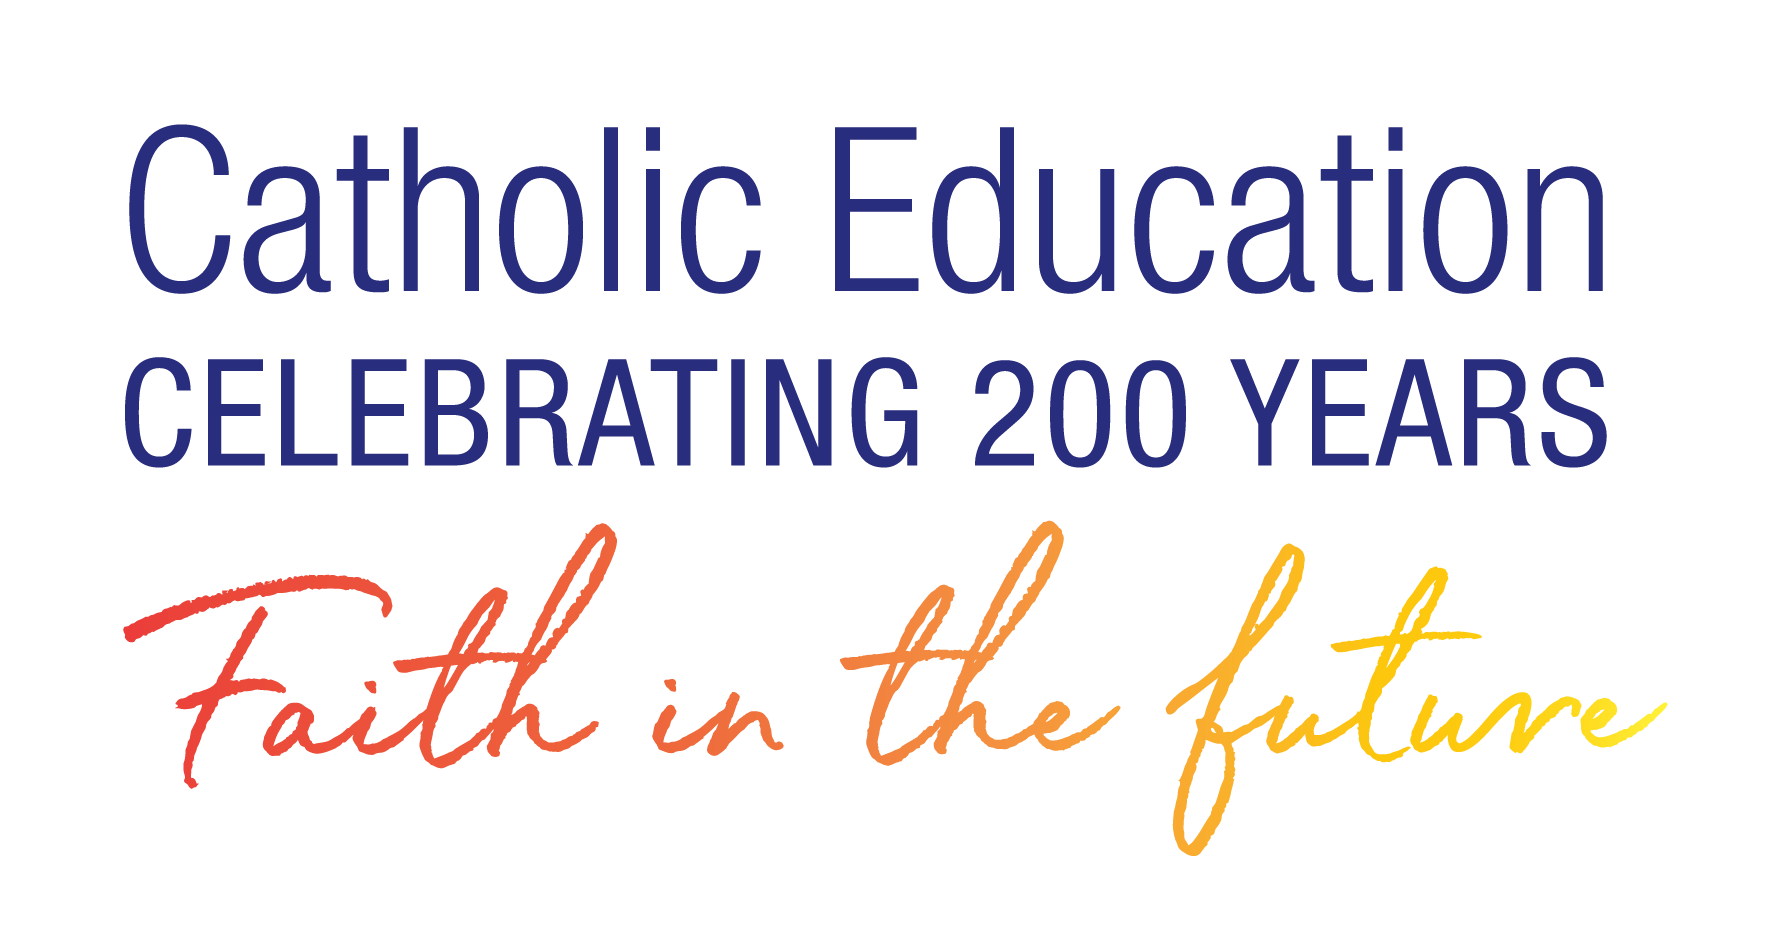 Catholic Education
CELEBRATING 200 YEARS
Faith in the future